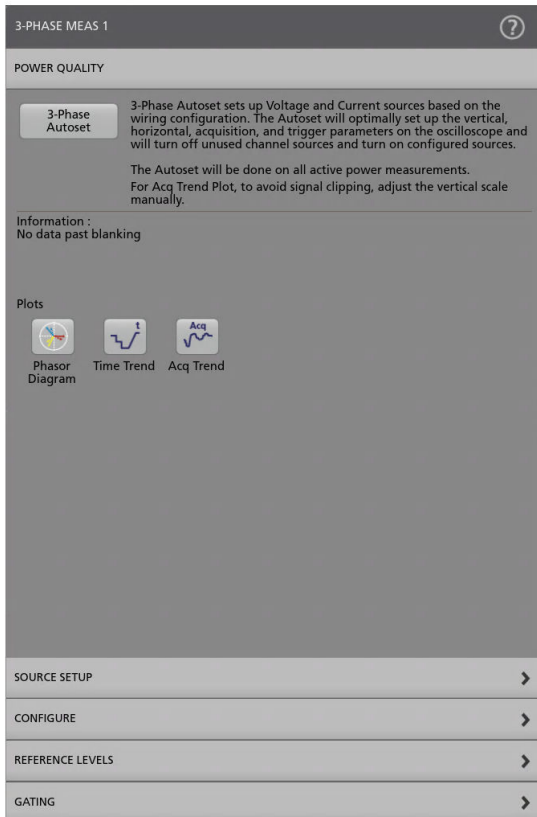 3-PHASE MEAS 1
?
POWER QUALITY
3-Phase
Autoset
3-Phase Autoset sets up Voltage and Current sources based on the
wiring configuration. The Autoset will optimally set up the vertical,
horizontal, acquisition, and trigger parameters on the oscilloscope and
will turn off unused channel sources and turn on configured sources.
The Autoset will be done on all active power measurements.
For Acq Trend Plot, to avoid signal clipping, adjust the vertical scale
manually.
Information :
No data past blanking
Plots
t
Acq
Phasor
Diagram
Time Trend
Acq Trend
SOURCE SETUP
CONFIGURE
REFERENCE LEVELS
GATING